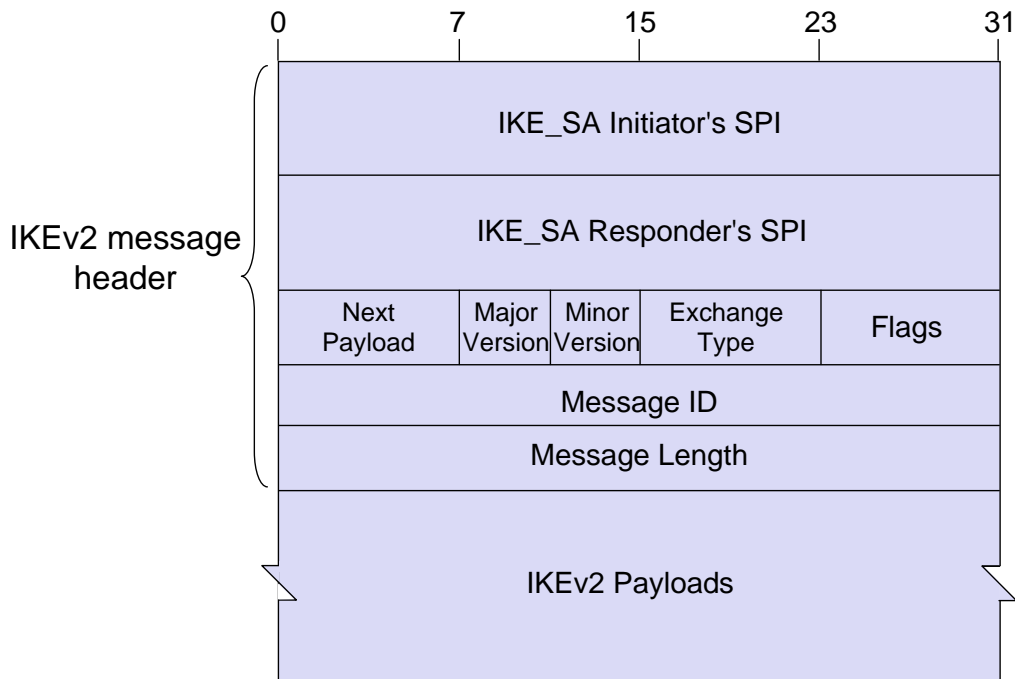 0 7 15 23 31
IKE_SA Initiator's SPI
IKE_SA Responder's SPI
IKEv2 message
header
Next
Payload
Major
Version
Minor
Version
Exchange
Type
Flags
Message ID
Message Length
IKEv2 Payloads